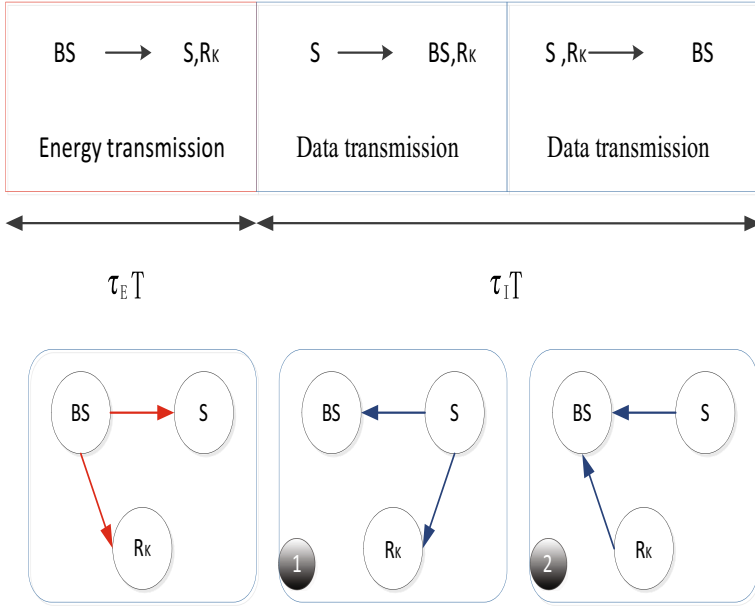 BS → S,RK S → BS,RK S ,RK → BS
Energy transmission Data transmission Data transmission
τE T τI T
BS S BS S BS S
RK RK RK
1 2